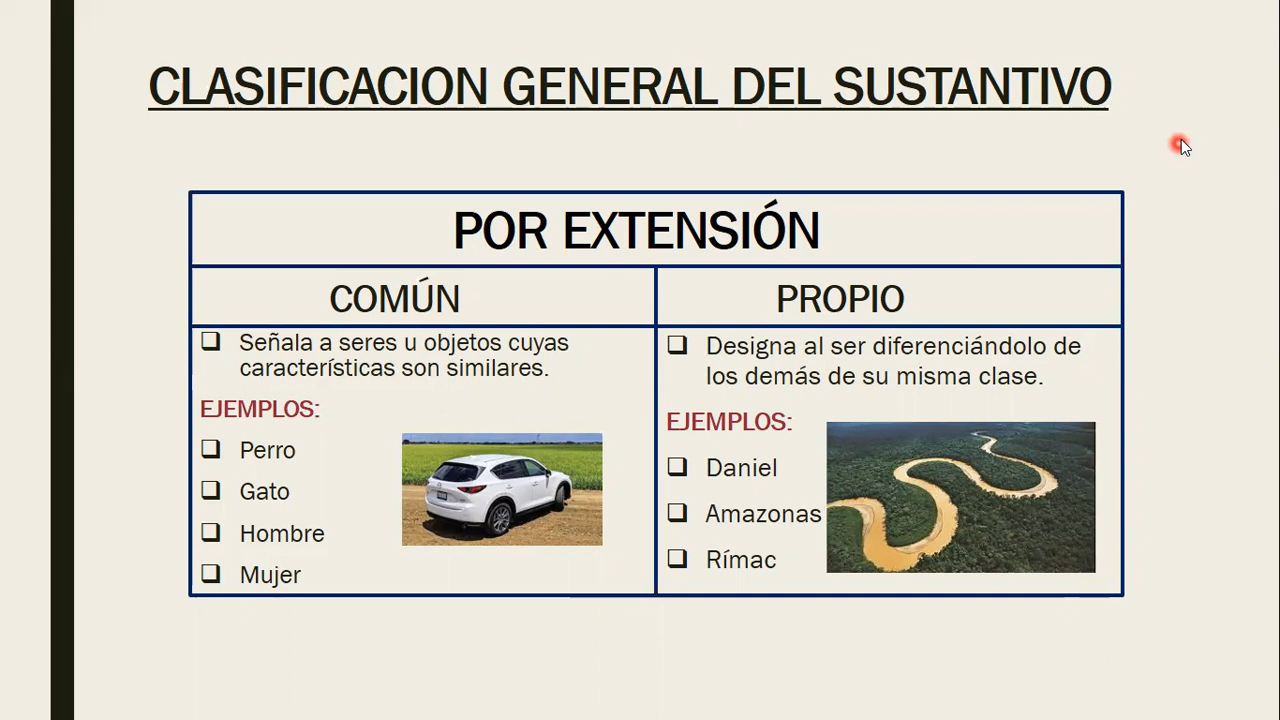 CLASIFICACION GENERAL DEL SUSTANTIVO
POR EXTENSIÓN
COMÚN
Señala a seres u objetos cuyas
características son similares.
EJEMPLOS:
Perro
Gato
Hombre
Mujer
PROPIO
Designa al ser diferenciándolo de
los demás de su misma clase.
EJEMPLOS:
Daniel
Amazonas
Rímac